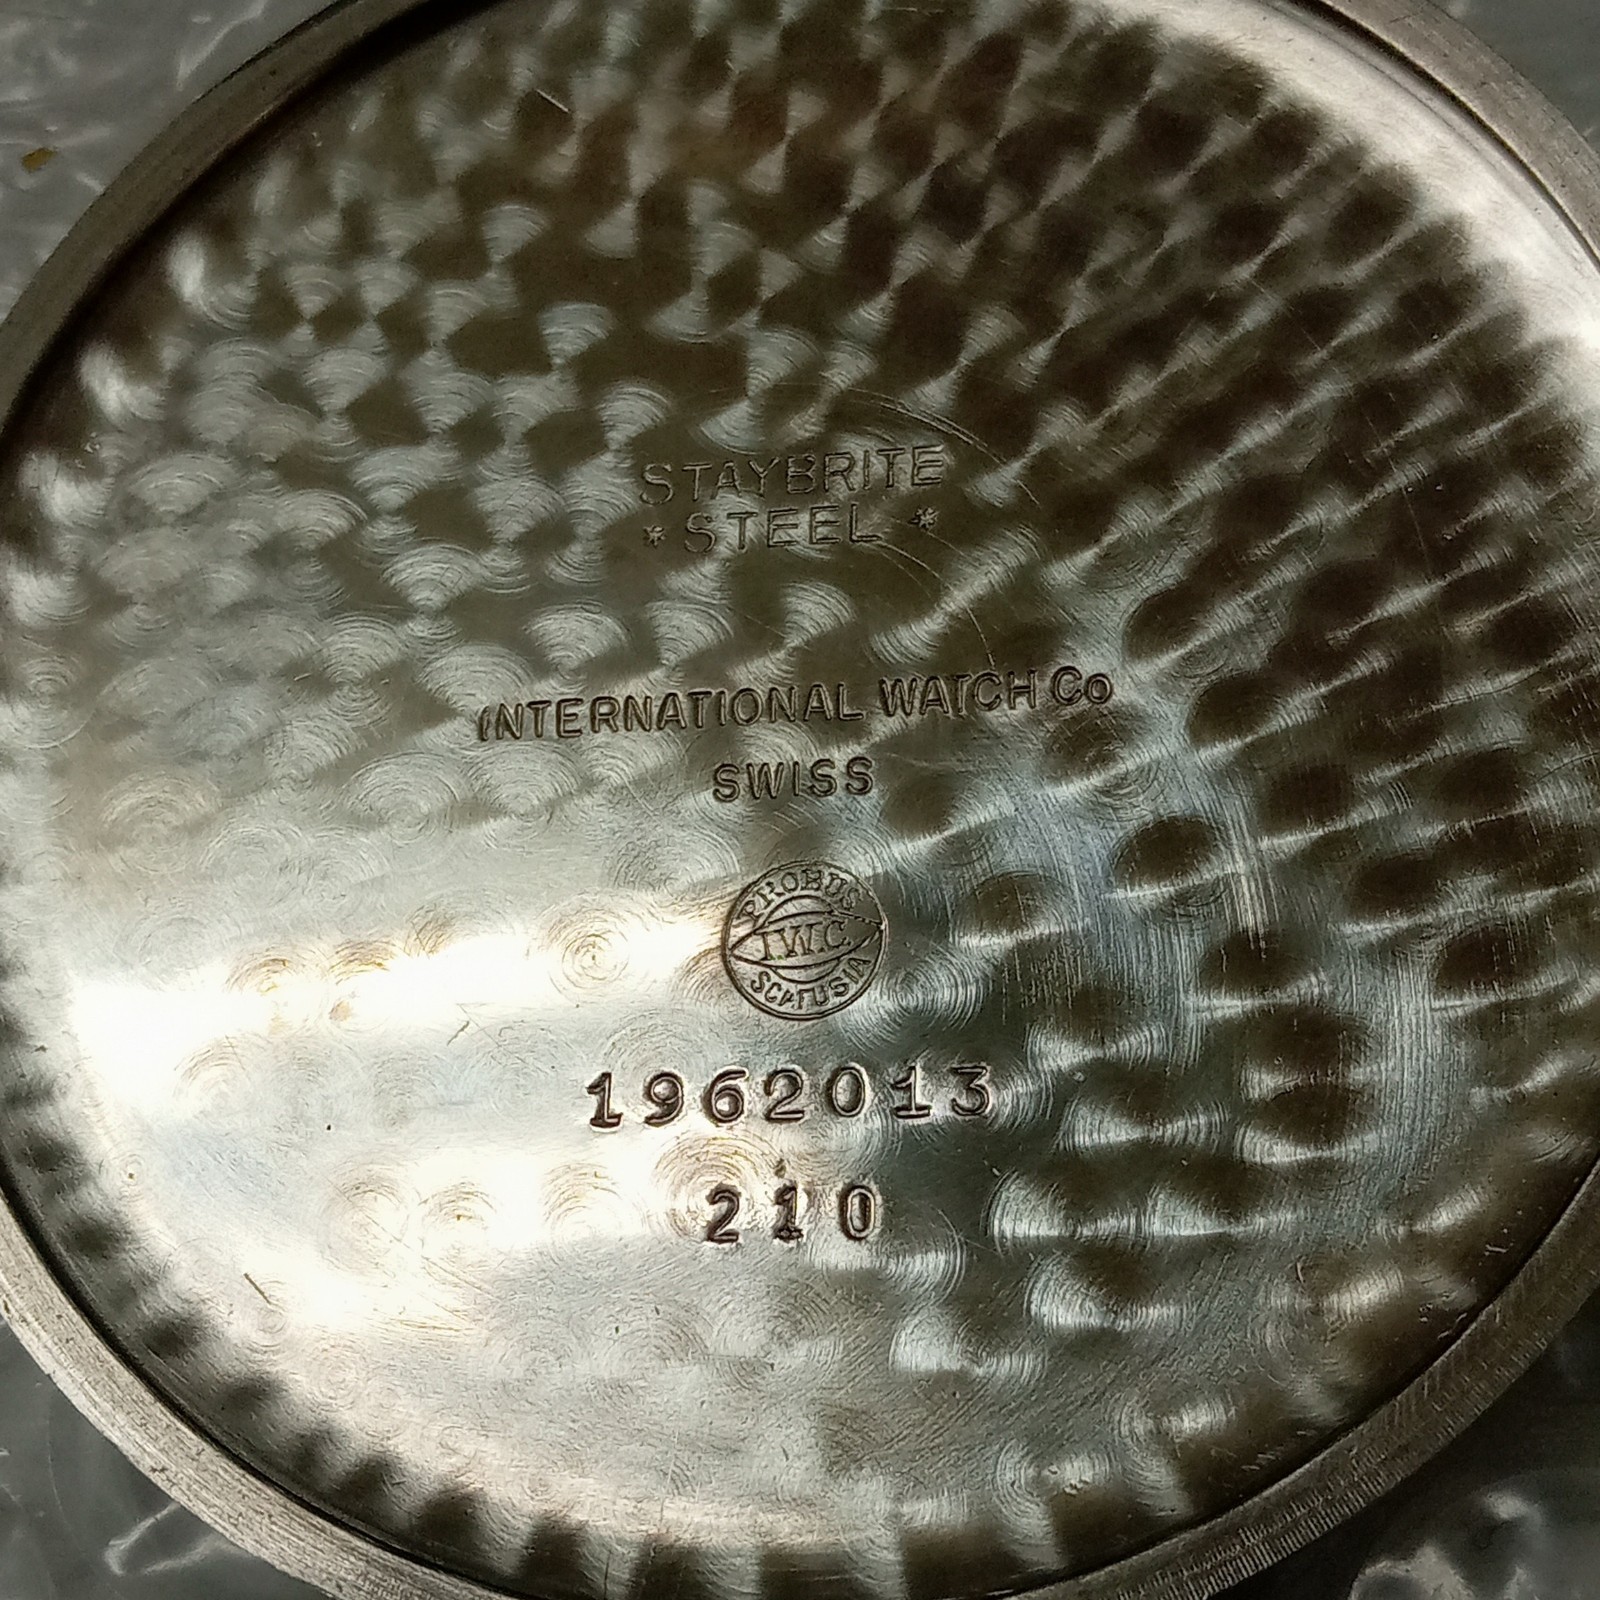 STAYBRITE
* STEEL *
INTERNATIONAL WATCH Co
SWISS
PROBUS
I.W.C.
SCAFUSIA
1962013
210